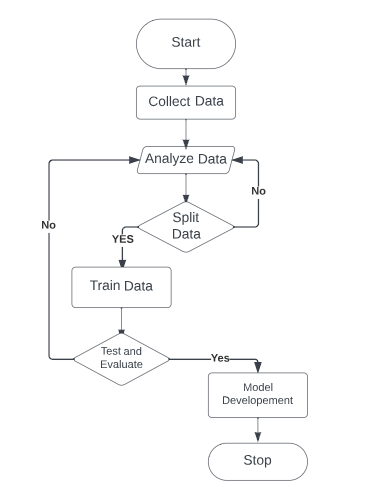 Start
Collect Data
Analyze Data
No
No
Split
Data
YES
Train Data
Test and
Evaluate
Yes
Model
Developement
Stop